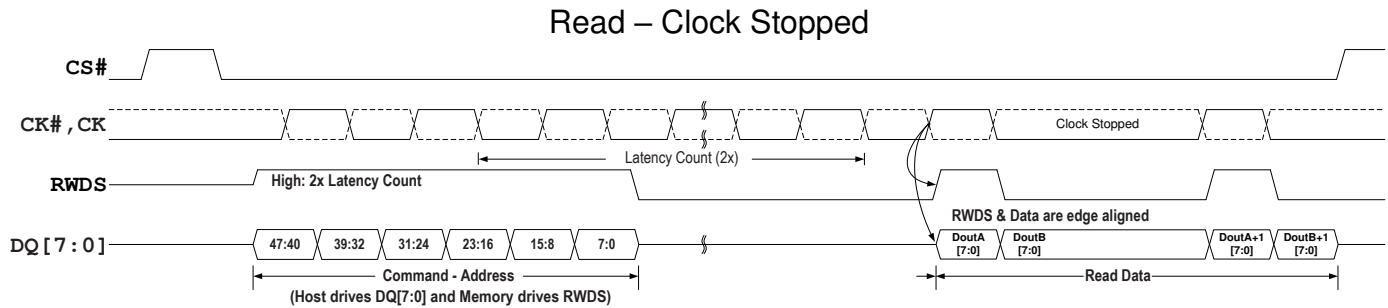 Read – Clock Stopped
CS#
CK#,CK
Clock Stopped
Latency Count (2x)
RWDS
High: 2x Latency Count
RWDS & Data are edge aligned
DQ[7:0]
47:40 39:32 31:24 23:16 15:8 7:0
DoutA DoutB DoutA+1 DoutB+1
[7:0] [7:0] [7:0] [7:0]
Command - Address
Read Data
(Host drives DQ[7:0] and Memory drives RWDS)